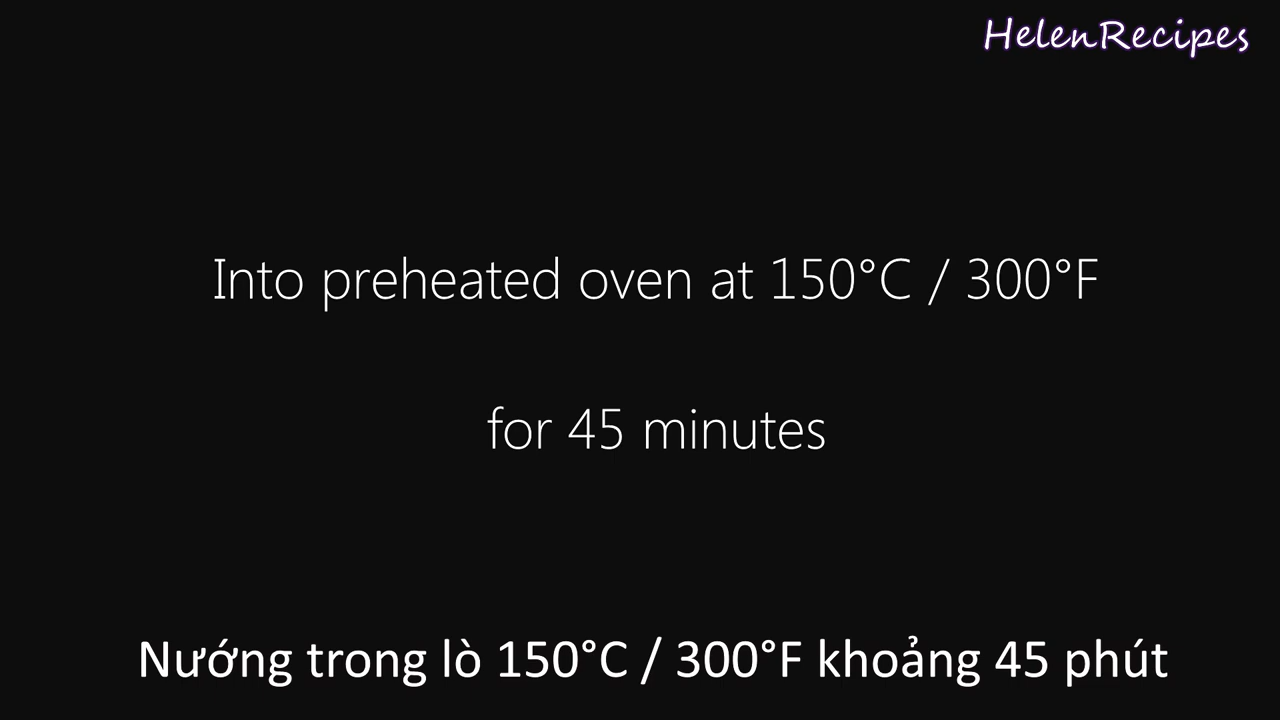 HelenRecipes
Into preheated oven at 150°C / 300°F
for 45 minutes
Nướng trong lò 150°C / 300°F khoảng 45 phút